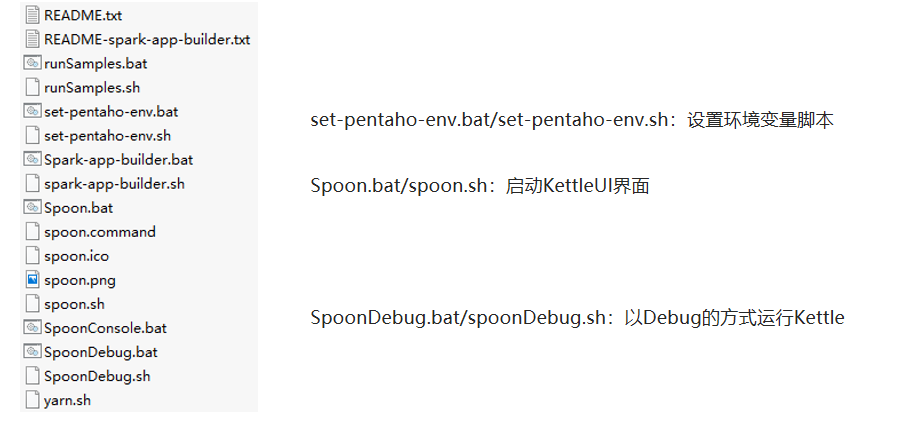 README.txt
README-spark-app-builder.txt
runSamples.bat
runSamples.sh
set-pentaho-env.bat
set-pentaho-env.sh
Spark-app-builder.bat
spark-app-builder.sh
Spoon.bat
spoon.command
spoon.ico
spoon.png
spoon.sh
SpoonConsole.bat
SpoonDebug.bat
SpoonDebug.sh
yarn.sh
set-pentaho-env.bat/set-pentaho-env.sh：设置环境变量脚本
Spoon.bat/spoon.sh：启动KettleUI界面
SpoonDebug.bat/spoonDebug.sh：以Debug的方式运行Kettle